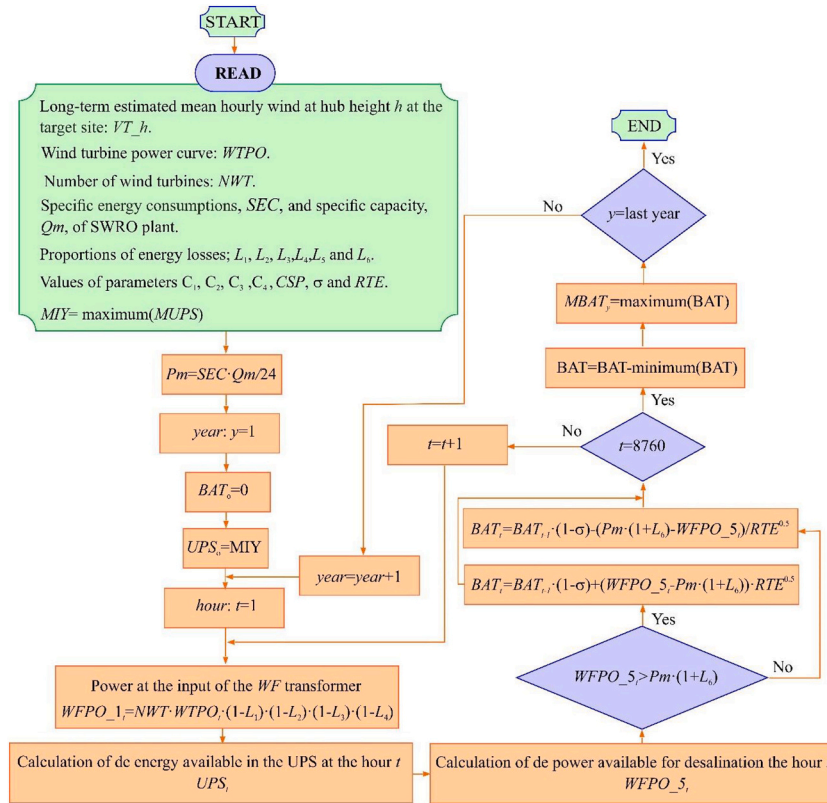 START
READ
Long-term estimated mean hourly wind at hub height h at the
target site: VT_h.
Wind turbine power curve: WTPO.
Number of wind turbines: NWT.
Specific energy consumptions, SEC, and specific capacity,
Qm, of SWRO plant.
Proportions of energy losses; L₁, L₂, L₃,L₄,L₅ and L₆.
Values of parameters C₁, C₂, C₃ ,C₄, CSP, σ and RTE.
MIY= maximum(MUPS)
Pm=SEC·Qm/24
year: y=1
BAT₀=0
UPS₀=MIY
year=year+1
hour: t=1
Power at the input of the WF transformer
WFPO_1ₜ=NWT·WTPOₜ·(1-L₁)·(1-L₂)·(1-L₃)·(1-L₄)
Calculation of de energy available in the UPS at the hour t
UPSₜ
Calculation of de power available for desalination the hour
WFPO_5ₜ
WFPO_5ₜ>Pm·(1+L₆)
Yes
No
BATₜ=BATₜ₋₁·(1-σ)+(WFPO_5ₜ-Pm·(1+L₆))·RTE⁰·⁵
BATₜ=BATₜ₋₁·(1-σ)-(Pm·(1+L₆)-WFPO_5ₜ)/RTE⁰·⁵
t=8760
No
t=t+1
Yes
BAT=BAT-minimum(BAT)
MBATᵧ=maximum(BAT)
y=last year
No
Yes
END